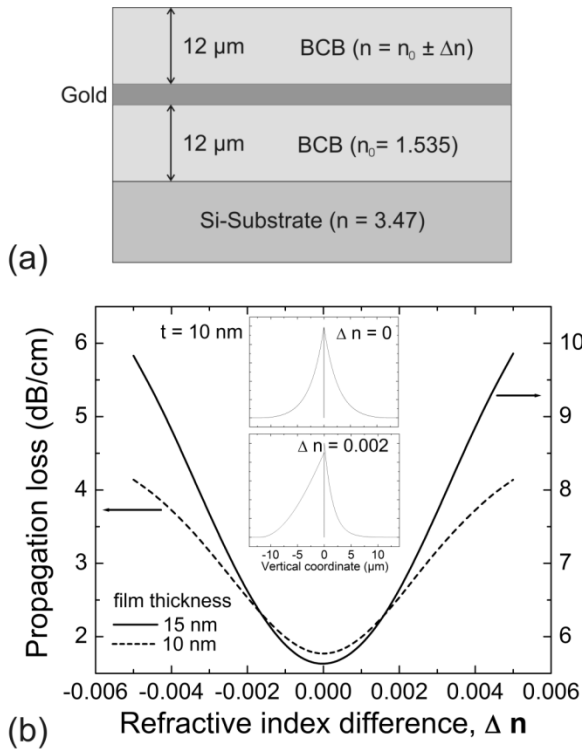 12 µm
BCB (n = n₀ ± Δn)
Gold
12 µm
BCB (n₀= 1.535)
Si-Substrate (n = 3.47)
(a)
6
5
4
3
2
Propagation loss (dB/cm)
t = 10 nm
Δ n = 0
Δ n = 0.002
-10 -5 0 5 10
Vertical coordinate (µm)
film thickness
15 nm
10 nm
10
9
8
7
6
-0.006 -0.004 -0.002 0.000 0.002 0.004 0.006
(b)
Refractive index difference, Δ n